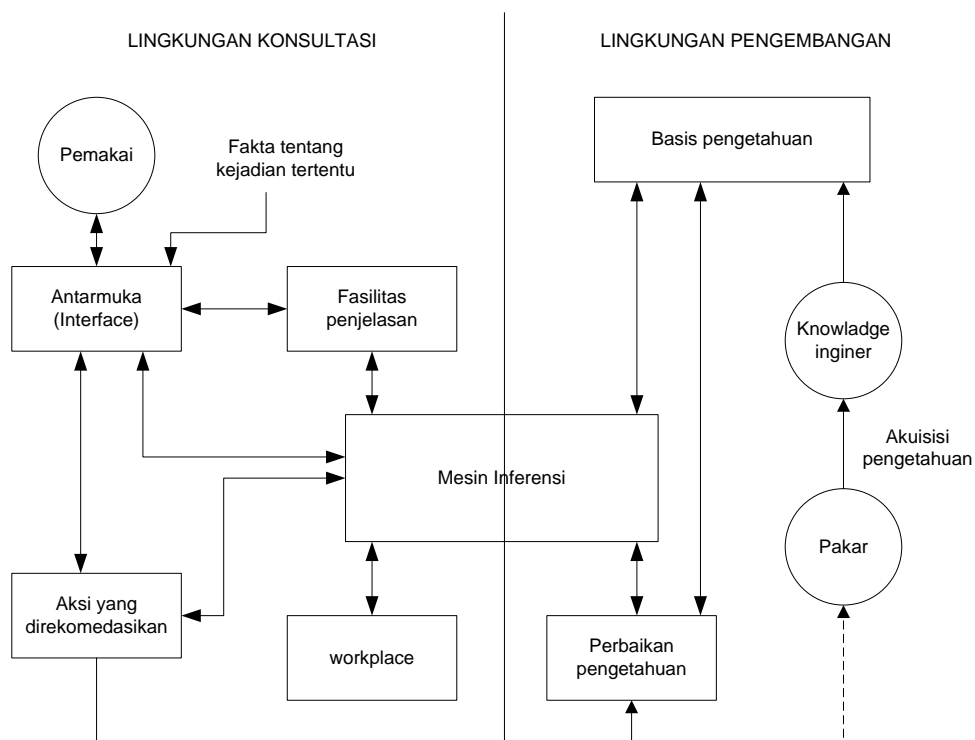 LINGKUNGAN KONSULTASI
LINGKUNGAN PENGEMBANGAN
Pemakai
Fakta tentang
kejadian tertentu
Basis pengetahuan
Antarmuka
(Interface)
Fasilitas
penjelasan
Knowladge
inginer
Akuisisi
pengetahuan
Mesin Inferensi
Pakar
Aksi yang
direkomedasikan
workplace
Perbaikan
pengetahuan